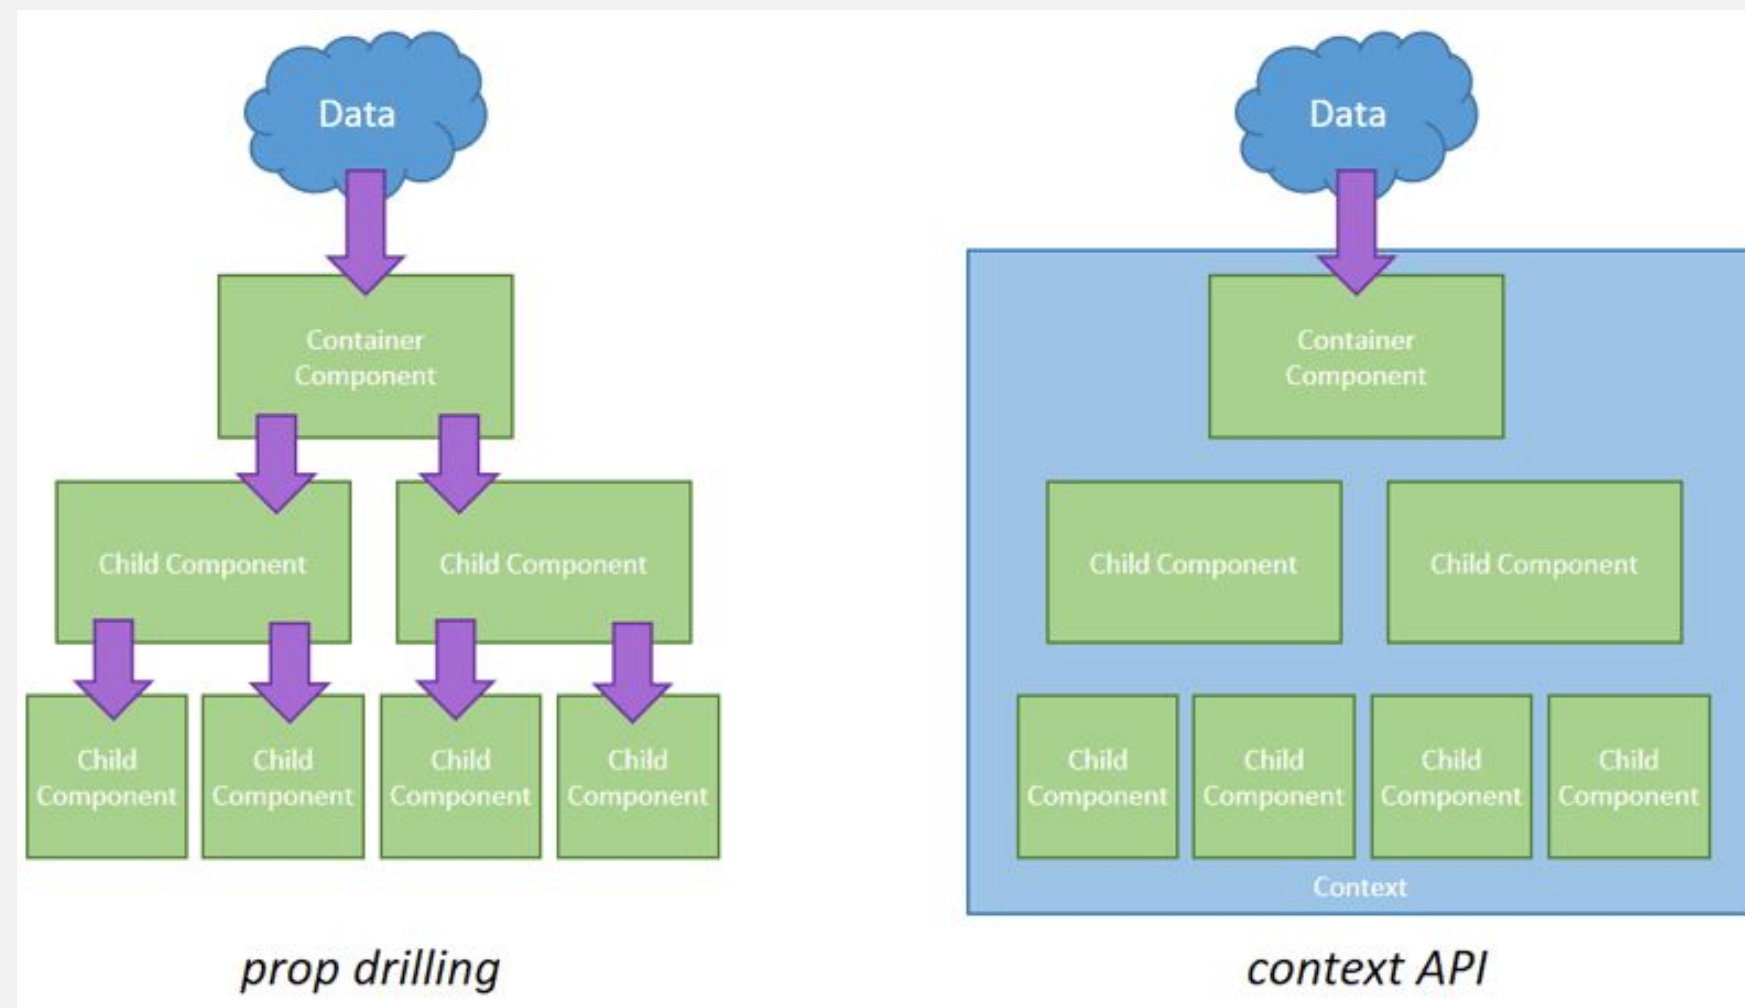 Data
Container
Component
Child Component
Child Component
Child
Component
Child
Component
Child
Component
Child
Component
prop drilling
Data
Container
Component
Child Component
Child Component
Child
Component
Child
Component
Child
Component
Child
Component
Context
context API